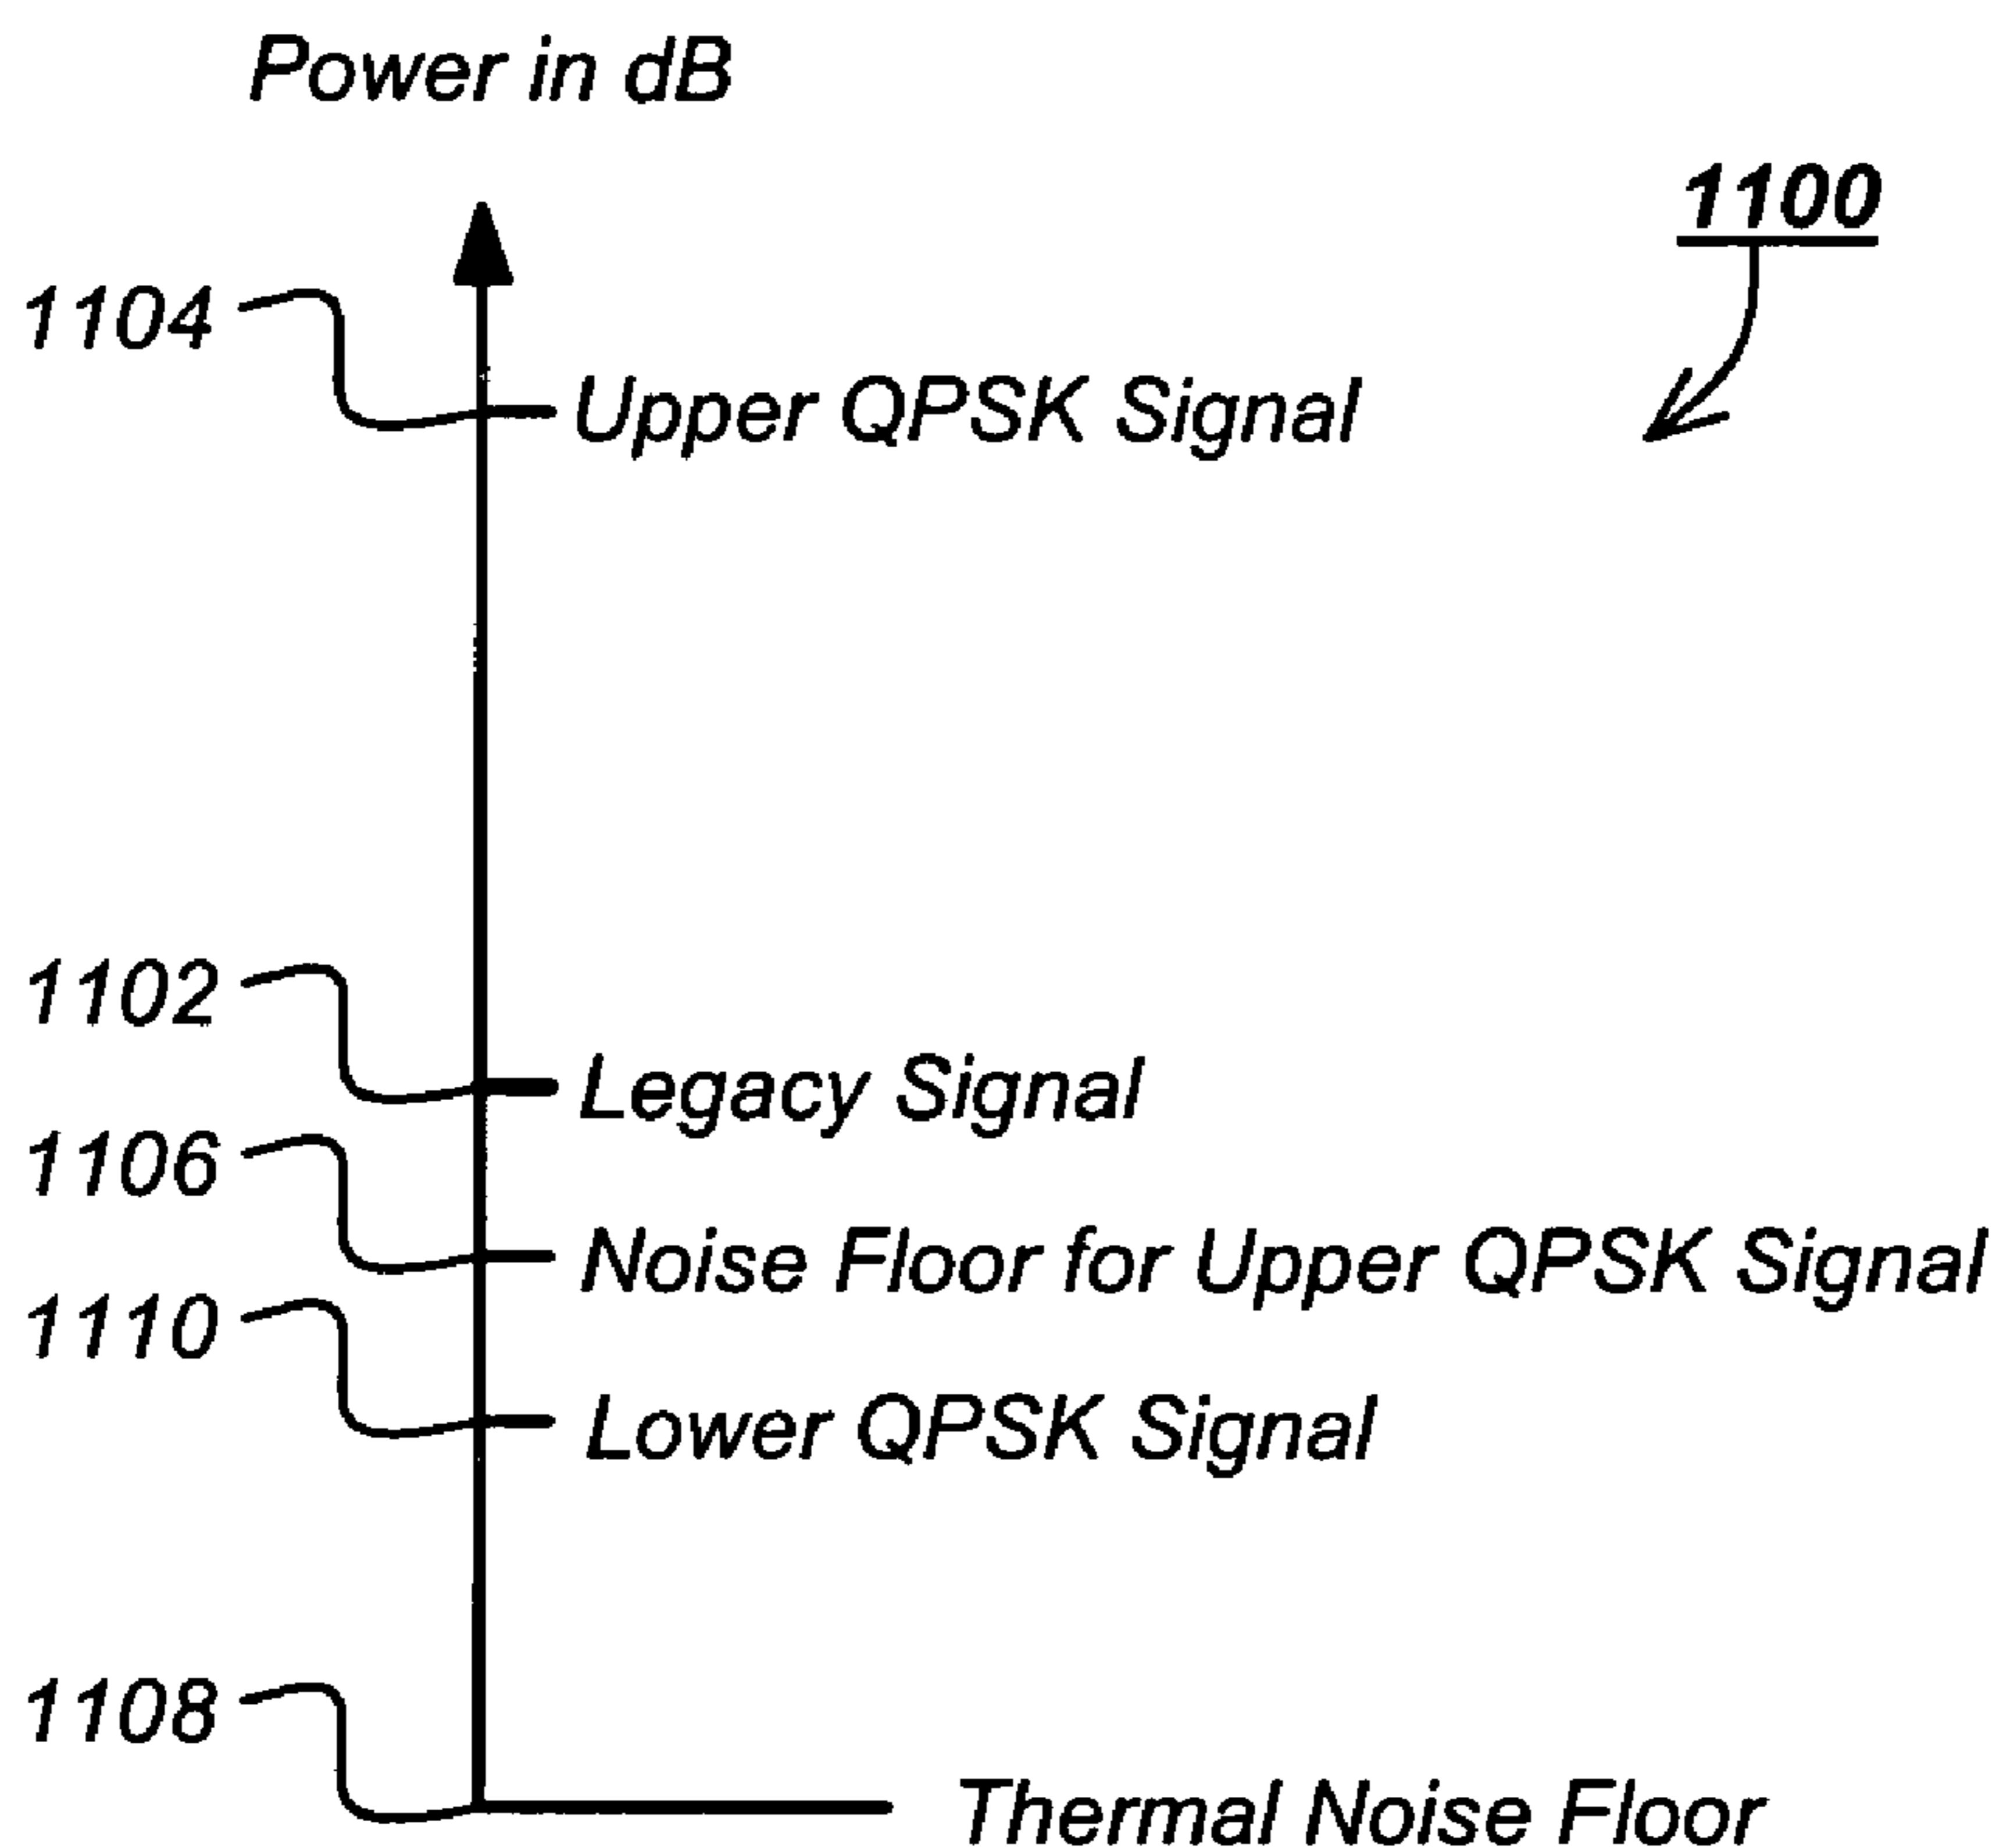 Power in dB
1100
1104
Upper QPSK Signal
1102
Legacy Signal
1106
Noise Floor for Upper QPSK Signal
1110
Lower QPSK Signal
1108
Thermal Noise Floor